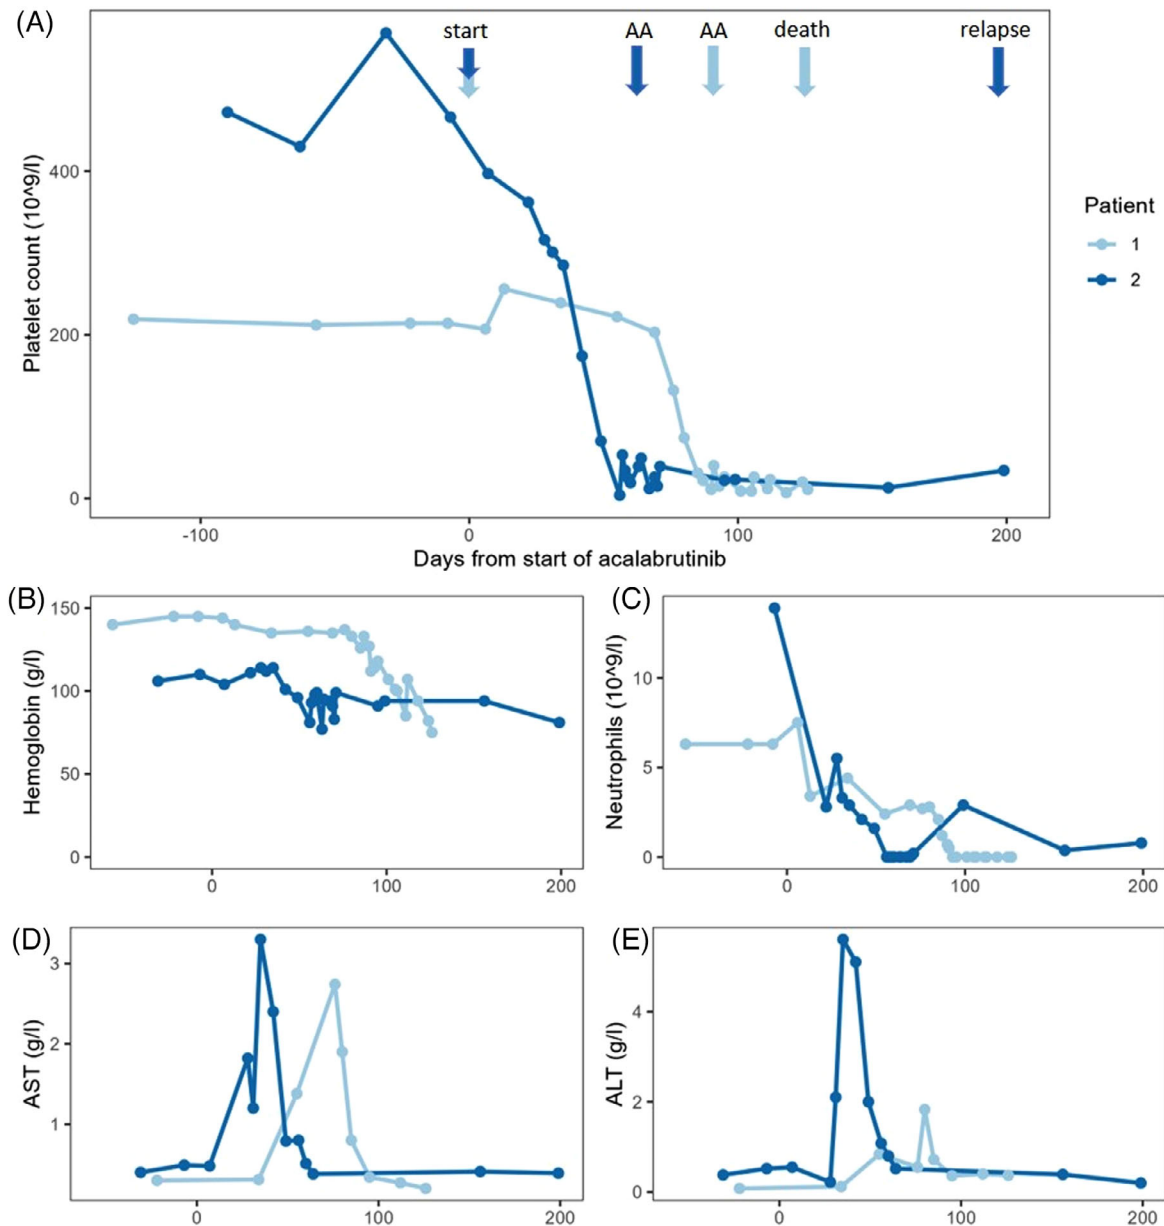 (A)
start AA AA death relapse
Platelet count (10^9/l)
400
200
0
-100 0 100 200
Days from start of acalabrutinib
Patient
1
2
(B)
Hemoglobin (g/l)
150
100
50
0
0 100 200
(C)
Neutrophils (10^9/l)
10
5
0
0 100 200
(D)
AST (g/l)
3
2
1
0 100 200
(E)
ALT (g/l)
4
2
0
0 100 200